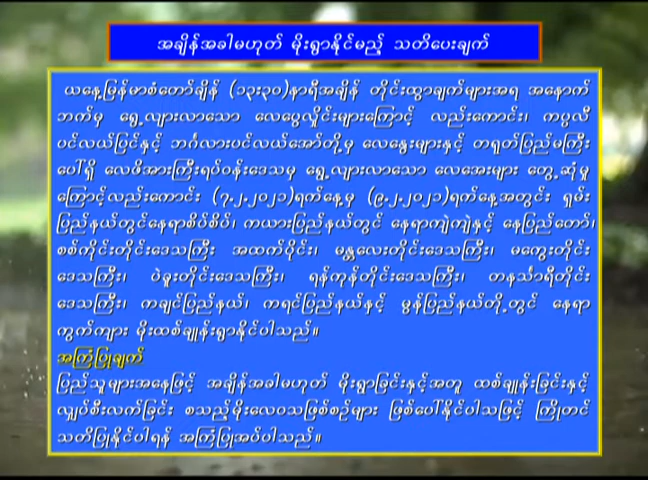 အချိန်အခါမဟုတ် မိုးရွာနိုင်မည့် သတိပေးချက်
ယနေ့မြန်မာစံတော်ချိန် (၁၃း၃၀)နာရီအချိန် တိုင်းထွာချက်များအရ အနောက်
ဘက်မှ ရွေ့လျားလာသော လေပွေလှိုင်းများကြောင့် လည်းကောင်း၊ ကပ္ပလီ
ပင်လယ်ပြင်နှင့် ဘင်္ဂလားပင်လယ်အော်တို့မှ လေနွေးများနှင့် တရုတ်ပြည်မကြီး
ပေါ်ရှိ လေဖိအားကြီးရပ်ဝန်းဒေသမှ ရွေ့လျားလာသော လေအေးများ တွေ့ဆုံမှု
ကြောင့်လည်းကောင်း (၇.၂.၂၀၂၁)ရက်နေ့မှ (၉.၂.၂၀၂၁)ရက်နေ့အတွင်း ရှမ်း
ပြည်နယ်တွင်နေရာစိပ်စိပ်၊ ကယားပြည်နယ်တွင် နေရာကျဲကျဲနှင့် နေပြည်တော်၊
စစ်ကိုင်းတိုင်းဒေသကြီး အထက်ပိုင်း၊ မန္တလေးတိုင်းဒေသကြီး၊ မကွေးတိုင်း
ဒေသကြီး၊ ပဲခူးတိုင်းဒေသကြီး၊ ရန်ကုန်တိုင်းဒေသကြီး၊ တနင်္သာရီတိုင်း
ဒေသကြီး၊ ကချင်ပြည်နယ်၊ ကရင်ပြည်နယ်နှင့် မွန်ပြည်နယ်တို့တွင် နေရာ
ကွက်ကျား မိုးထစ်ချုန်းရွာနိုင်ပါသည်။
အကြံပြုချက်
ပြည်သူများအနေဖြင့် အချိန်အခါမဟုတ် မိုးရွာခြင်းနှင့်အတူ ထစ်ချုန်းခြင်းနှင့်
လျှပ်စီးလက်ခြင်း စသည့်မိုးလေဝသဖြစ်စဉ်များ ဖြစ်ပေါ်နိုင်ပါသဖြင့် ကြိုတင်
သတိပြုနိုင်ပါရန် အကြံပြုအပ်ပါသည်။